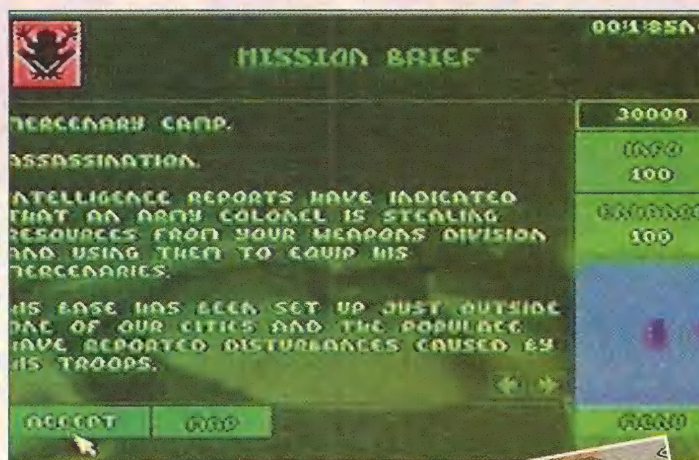 00:1:85N
MISSION BRIEF
30000
INFO
100
ENHANCE
100
MERCENARY CAMP.
ASSASSINATION.
INTELLIGENCE REPORTS HAVE INDICATED
THAT AN ARMY COLONEL IS STEALING
RESOURCES FROM YOUR WEAPONS DIVISION
AND USING THEM TO EQUIP HIS
MERCENARIES.
HIS BASE HAS BEEN SET UP JUST OUTSIDE
ONE OF OUR CITIES AND THE POPULACE
HAVE REPORTED DISTURBANCES CAUSED BY
HIS TROOPS.
ACCEPT
MAP
MENU